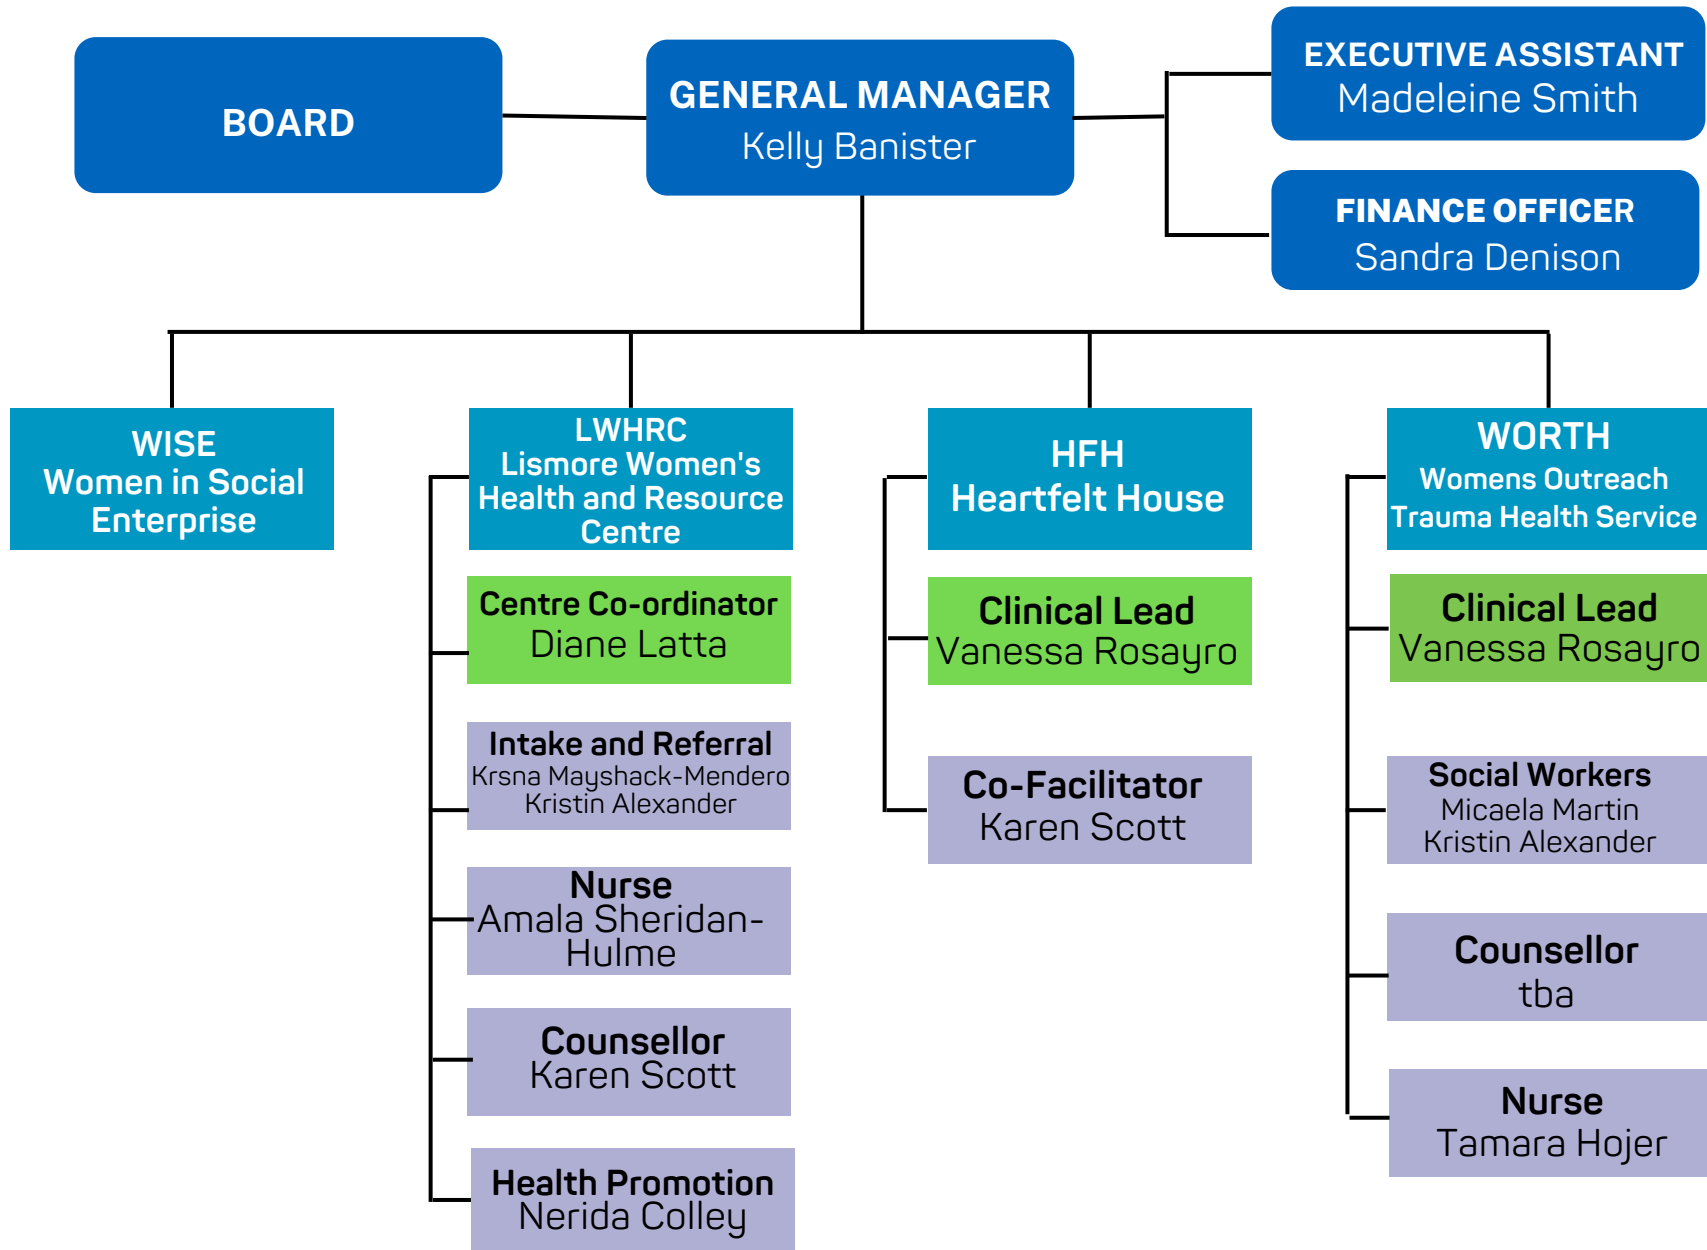 BOARD
GENERAL MANAGER
Kelly Banister
EXECUTIVE ASSISTANT
Madeleine Smith
FINANCE OFFICER
Sandra Denison
WISE
Women in Social
Enterprise
LWHRC
Lismore Women's
Health and Resource
Centre
Centre Co-ordinator
Diane Latta
Intake and Referral
Krsna Mayshack-Mendero
Kristin Alexander
Nurse
Amala Sheridan-
Hulme
Counsellor
Karen Scott
Health Promotion
Nerida Colley
HFH
Heartfelt House
Clinical Lead
Vanessa Rosayro
Co-Facilitator
Karen Scott
WORTH
Womens Outreach
Trauma Health Service
Clinical Lead
Vanessa Rosayro
Social Workers
Micaela Martin
Kristin Alexander
Counsellor
tba
Nurse
Tamara Hojer